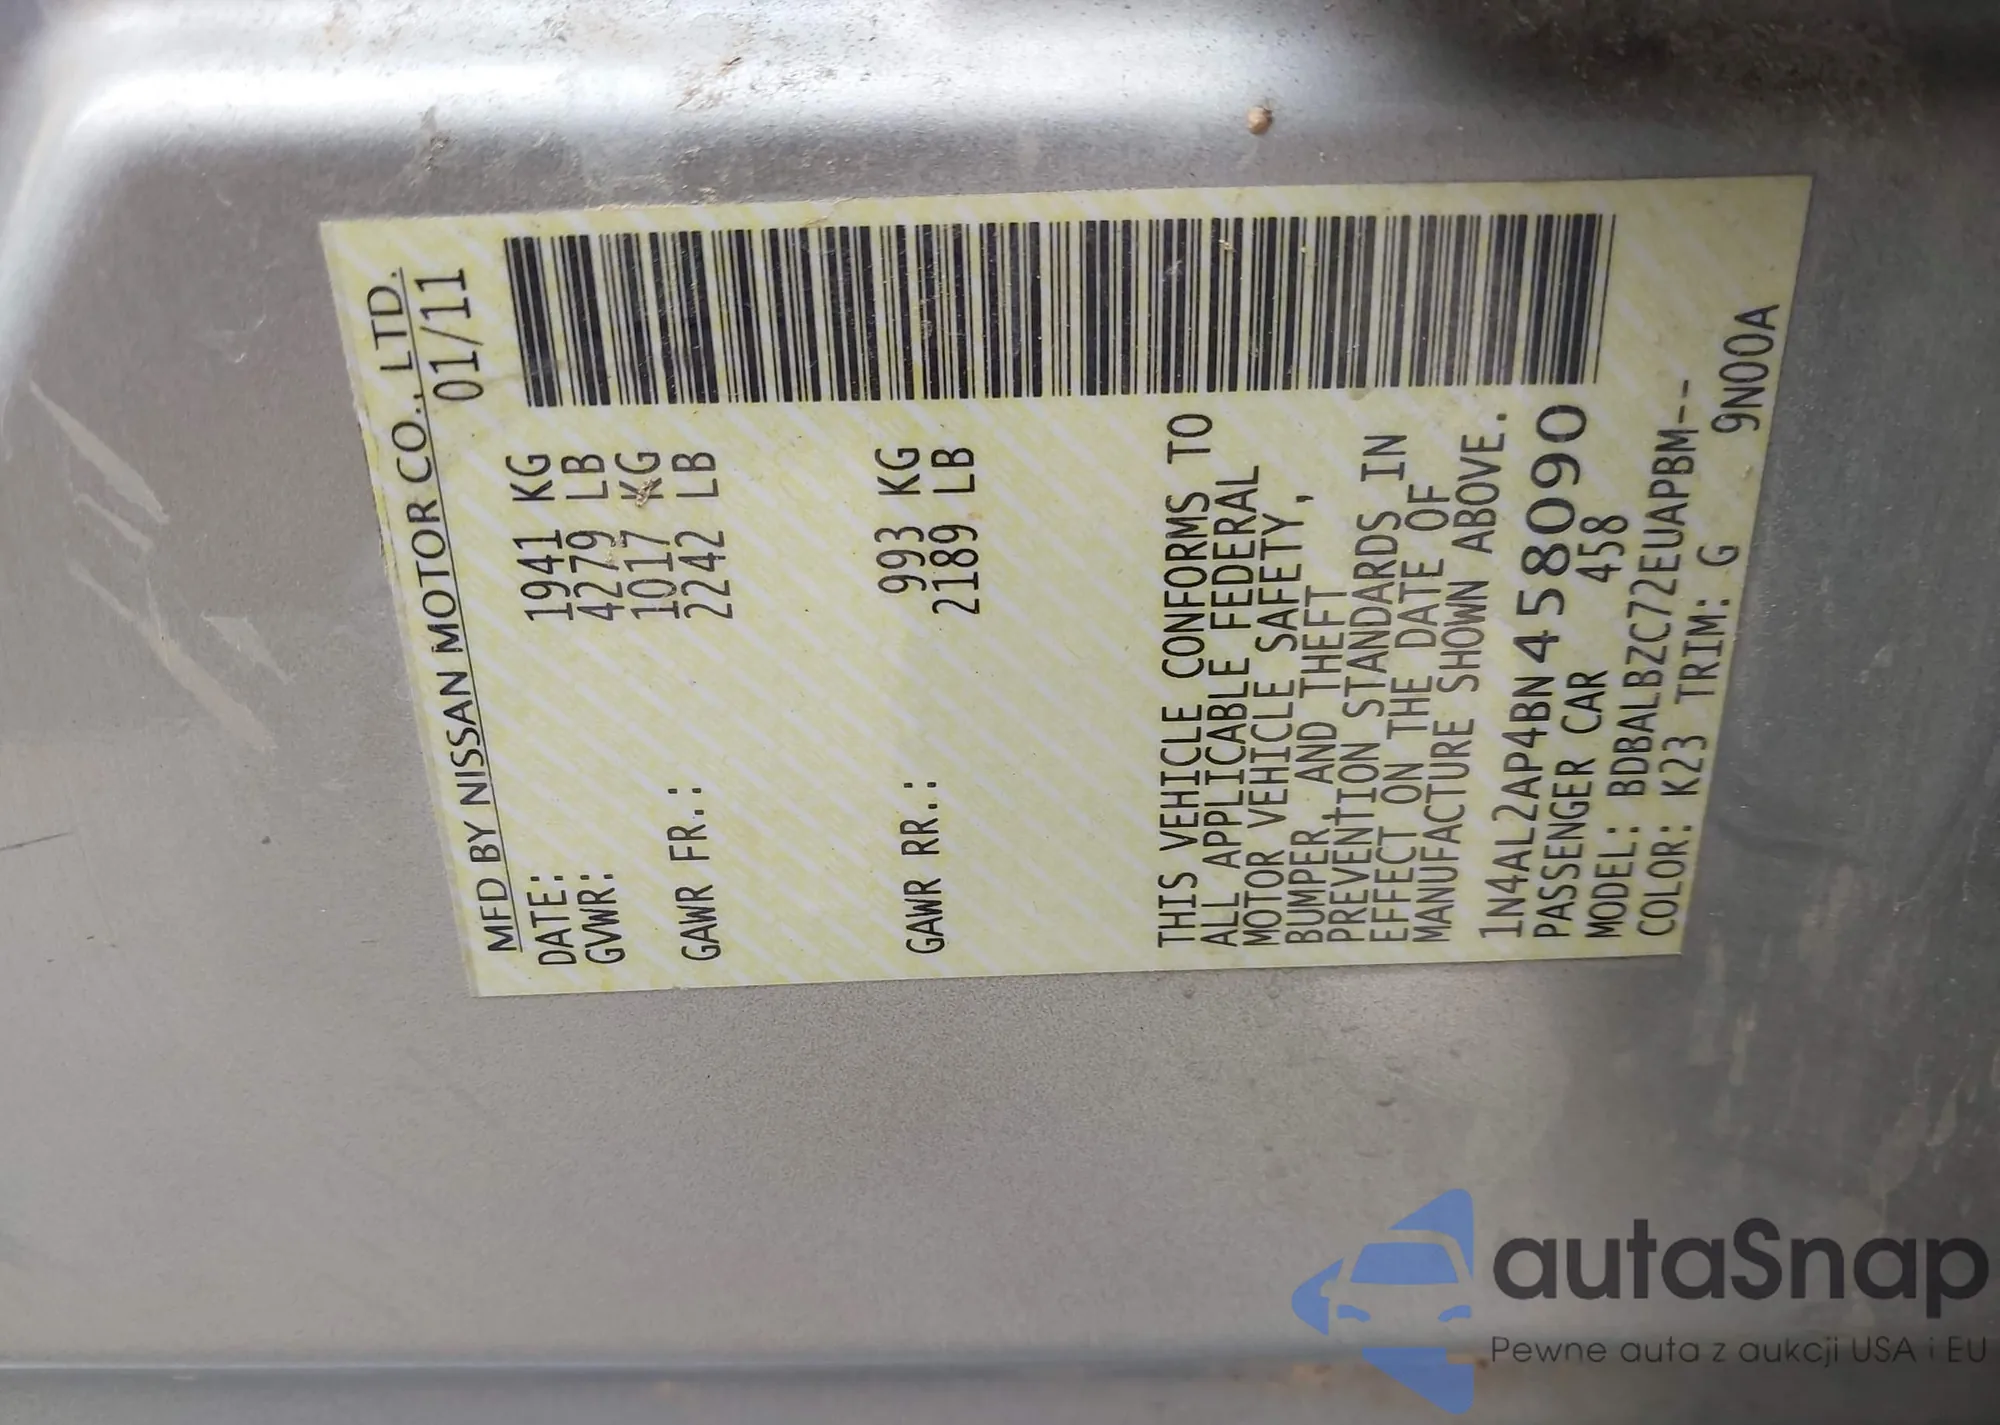 MFD BY NISSAN MOTOR CO., LTD.
DATE: 01/11
GVWR: 1941 KG
4279 LB
GAWR FR.: 1017 KG
2242 LB
GAWR RR.: 993 KG
2189 LB
THIS VEHICLE CONFORMS TO
ALL APPLICABLE FEDERAL
MOTOR VEHICLE SAFETY,
BUMPER, AND THEFT
PREVENTION STANDARDS IN
EFFECT ON THE DATE OF
MANUFACTURE SHOWN ABOVE.
1N4AL2AP4BN458090
PASSENGER CAR 458
MODEL: BDBALBZC72EUAPBM--
COLOR: K23 TRIM: G 9N00A
autaSnap
Pewne auta z aukcji USA i EU